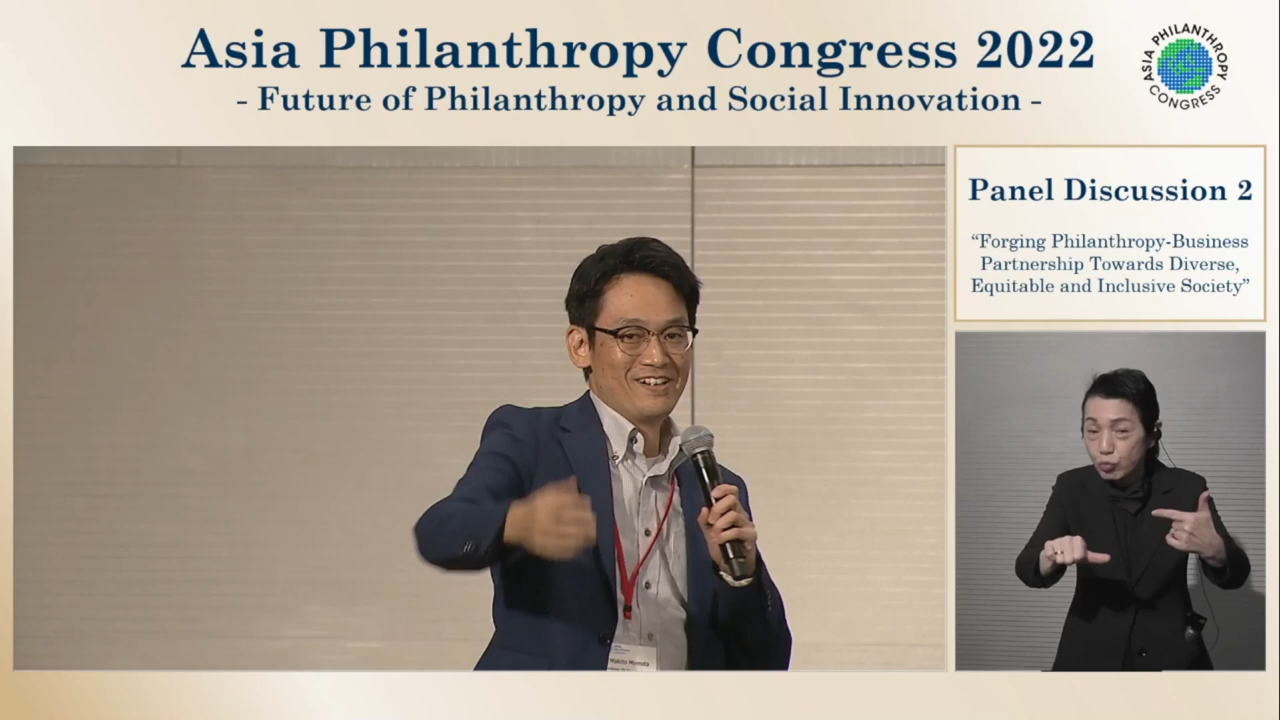 Asia Philanthropy Congress 2022
- Future of Philanthropy and Social Innovation -
ASIA PHILANTHROPY CONGRESS
Panel Discussion 2
“Forging Philanthropy-Business
Partnership Towards Diverse,
Equitable and Inclusive Society”